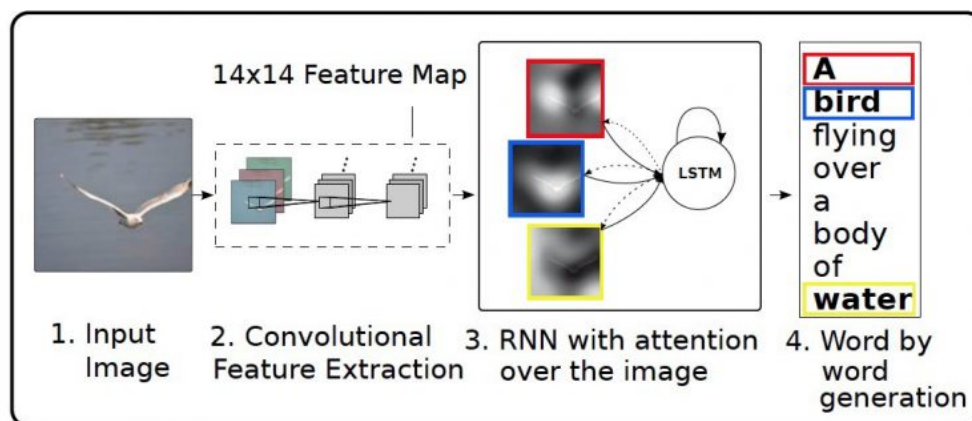 14x14 Feature Map
LSTM
A
bird
flying
over
a
body
of
water
1. Input
Image
2. Convolutional
Feature Extraction
3. RNN with attention
over the image
4. Word by
word
generation